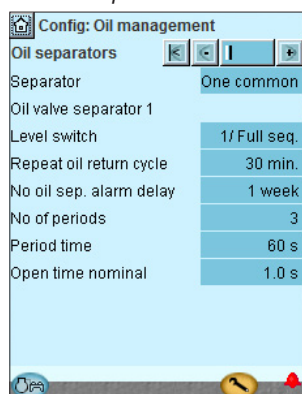 Config: Oil management
Oil separators
Separator One common
Oil valve separator 1
Level switch 1/ Full seq.
Repeat oil return cycle 30 min.
No oil sep. alarm delay 1 week
No of periods 3
Period time 60 s
Open time nominal 1.0 s